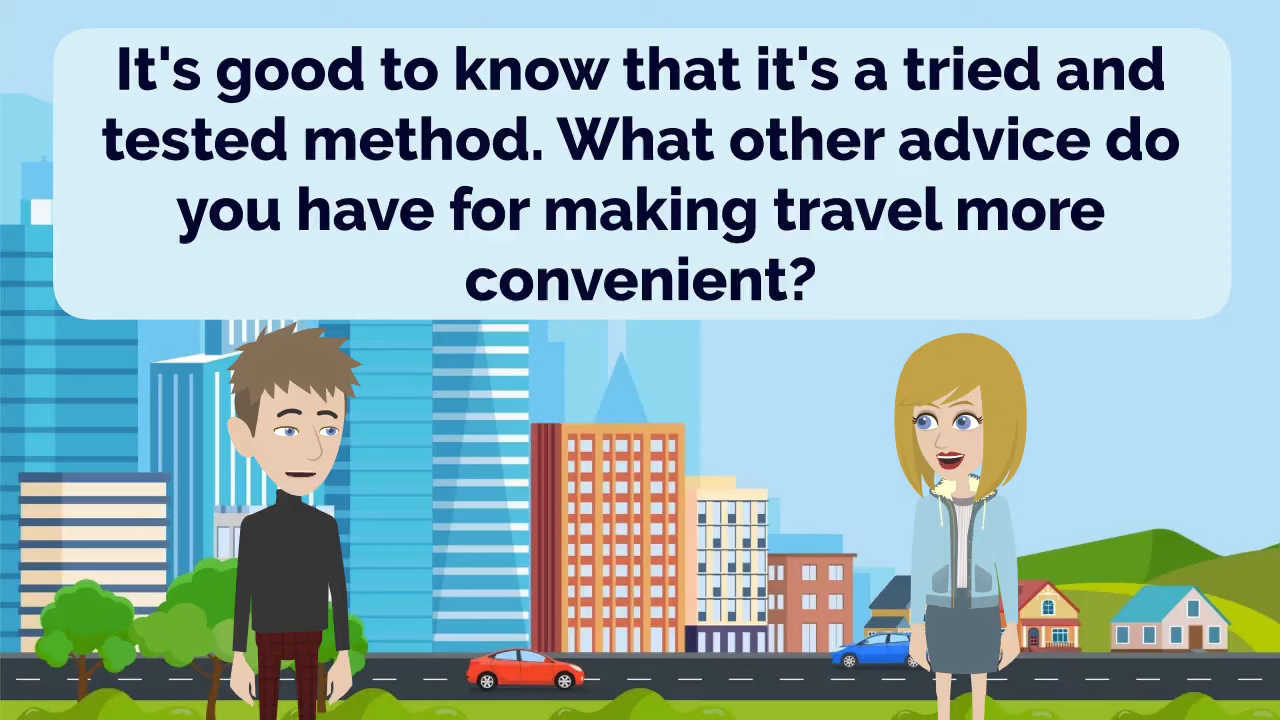 It's good to know that it's a tried and
tested method. What other advice do
you have for making travel more
convenient?